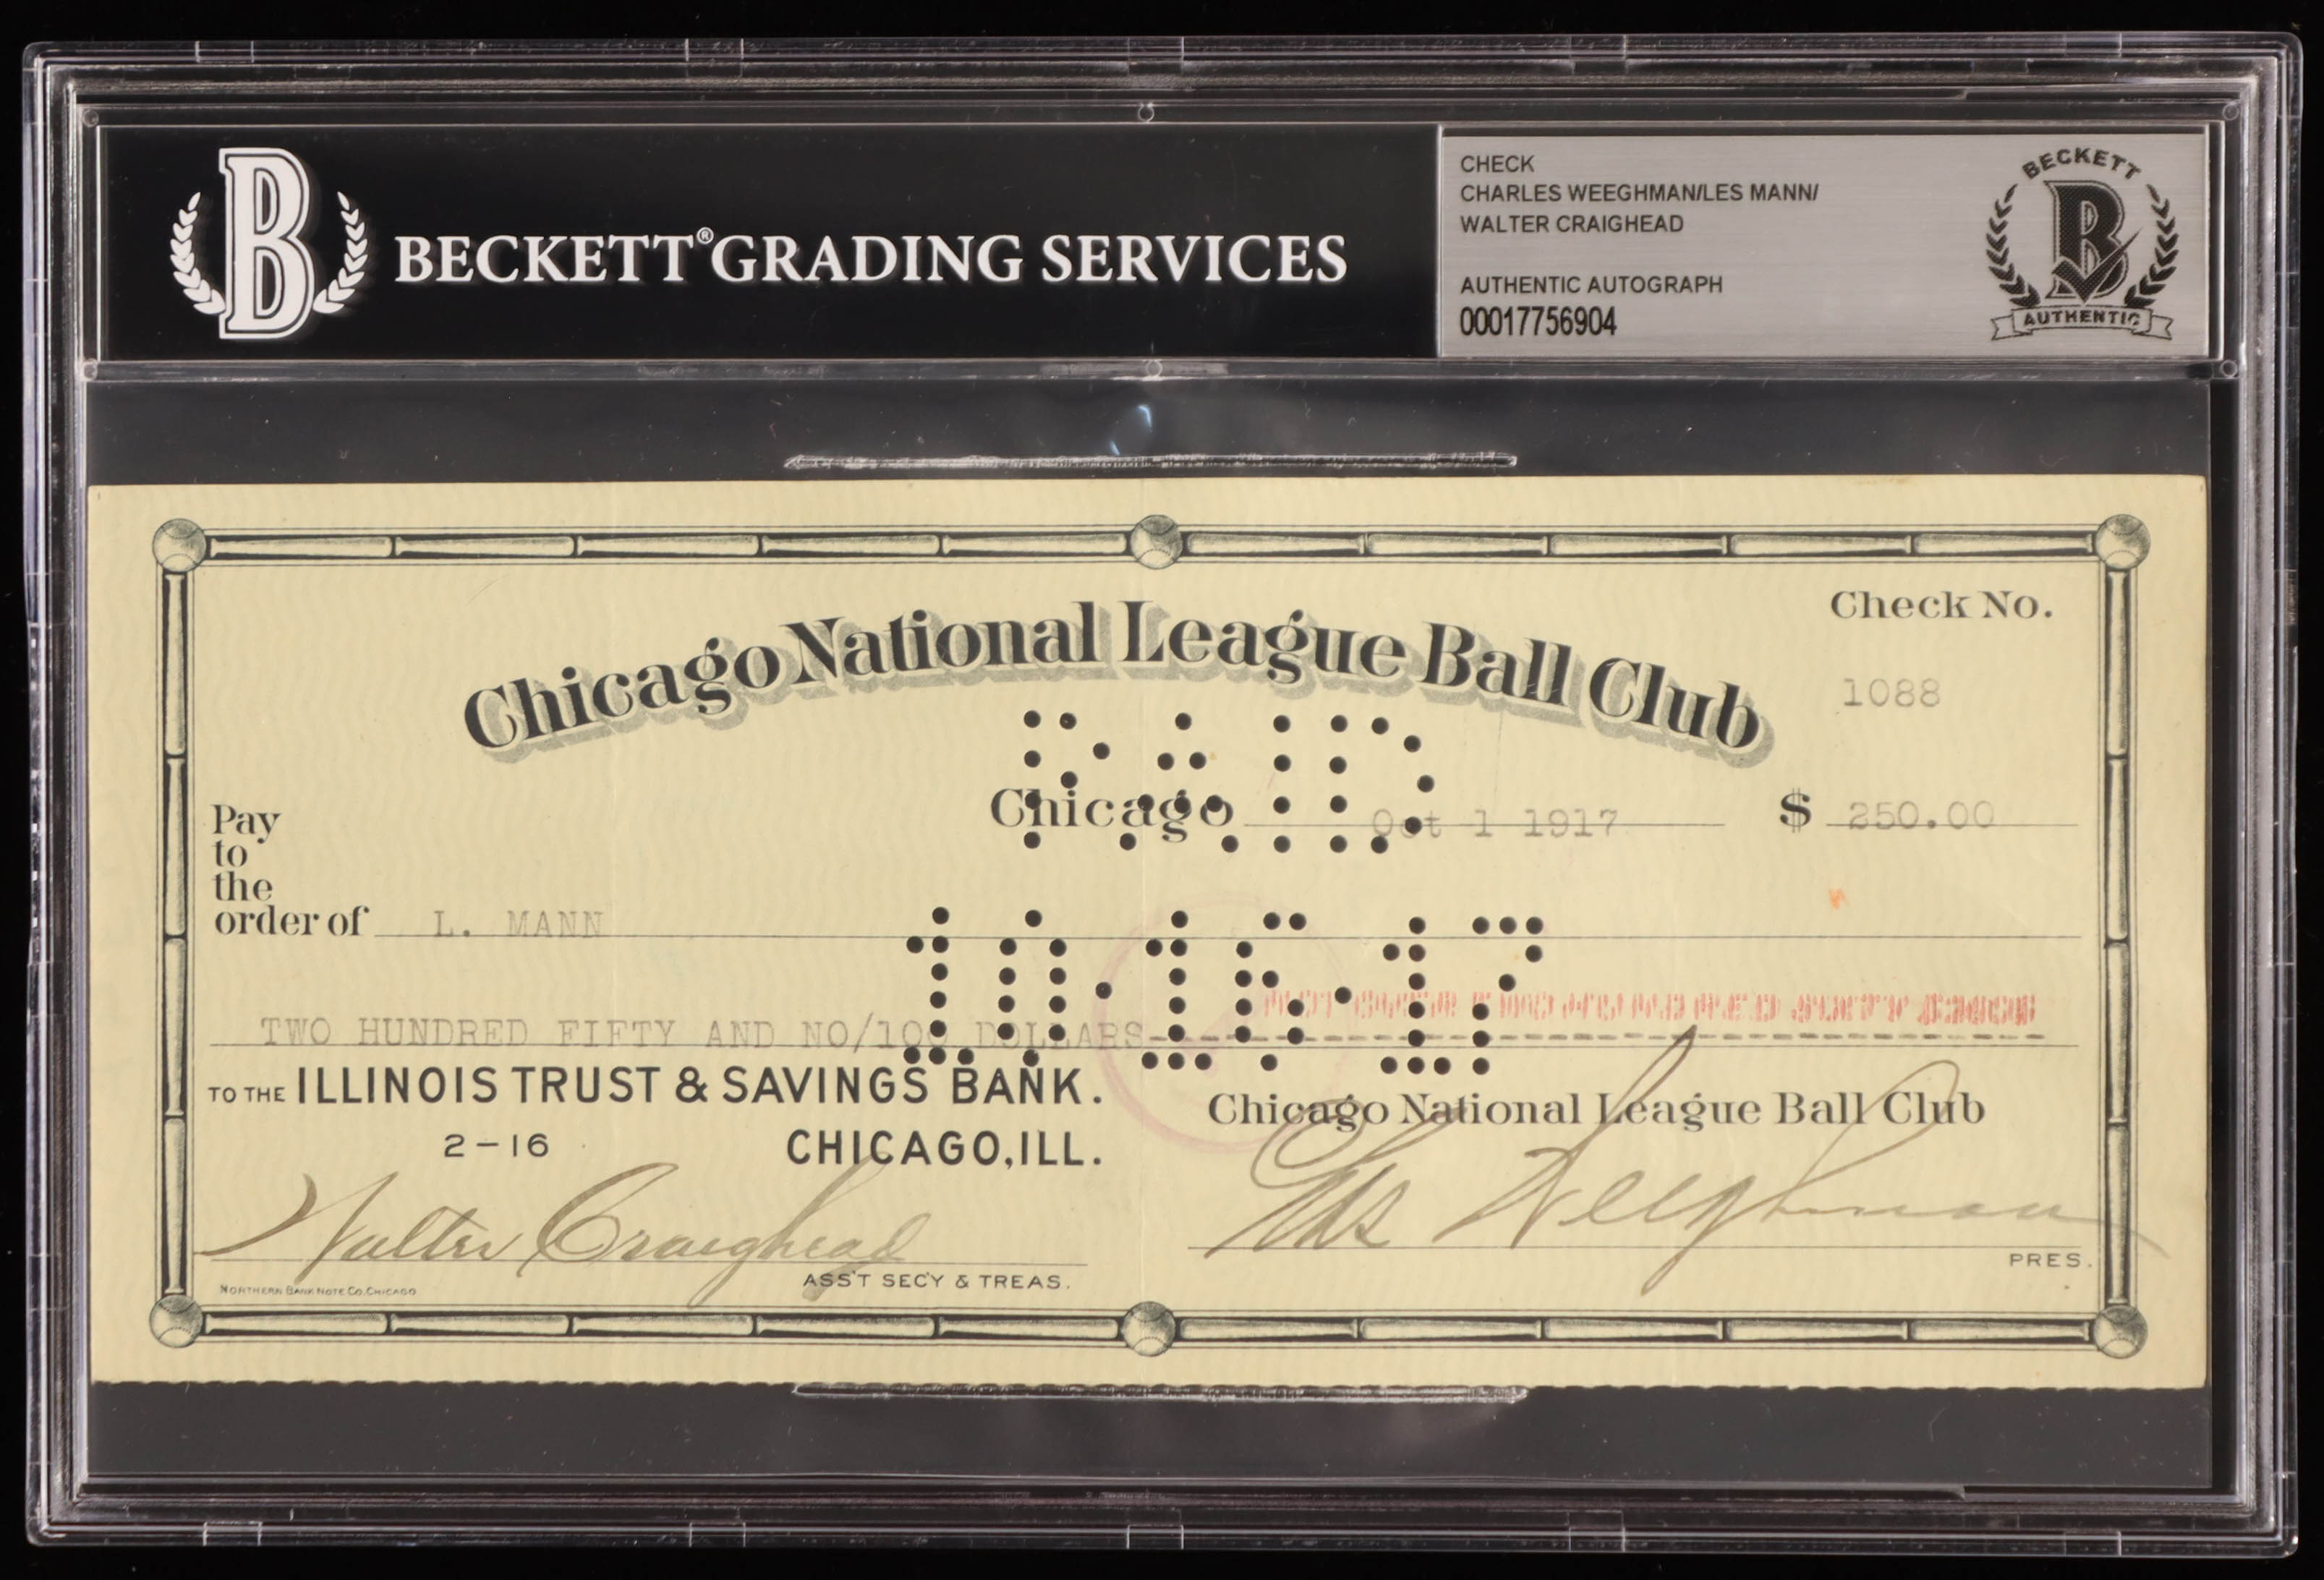 BECKETT® GRADING SERVICES
CHECK
CHARLES WEEGHMAN/LES MANN/
WALTER CRAIGHEAD
AUTHENTIC AUTOGRAPH
00017756904
BECKETT
B
AUTHENTIC
Check No.
Chicago National League Ball Club
1088
PAID
Chicago Oct 1 1917 $ 250.00
Pay
to
the
order of L. MANN
10·16·17
TWO HUNDRED FIFTY AND NO/100 DOLLARS
TO THE ILLINOIS TRUST & SAVINGS BANK.
2-16 CHICAGO, ILL.
Chicago National League Ball Club
Walter Craighead
ASS'T SEC'Y & TREAS.
Chas Weeghman
PRES.
NORTHERN BANK NOTE CO. CHICAGO